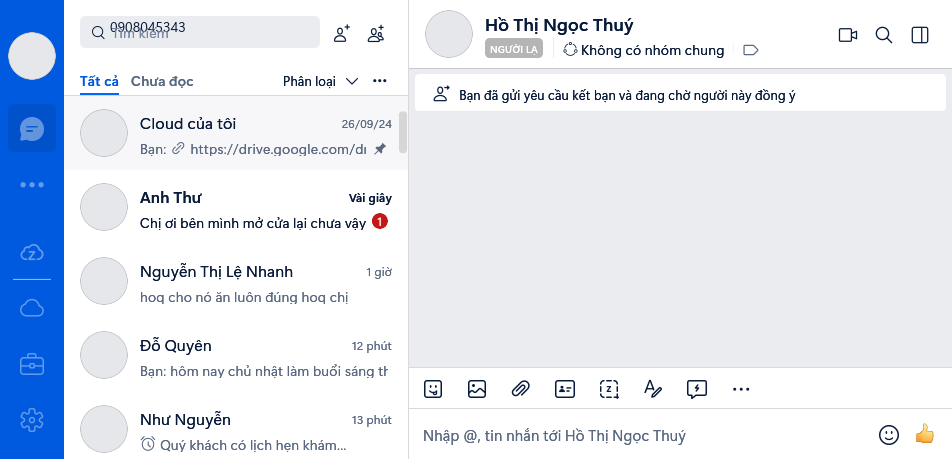 0908045343
Tìm kiếm
Tất cả Chưa đọc Phân loại
Cloud của tôi 26/09/24
Bạn: https://drive.google.com/dr
Anh Thư Vài giây
Chị ơi bên mình mở cửa lại chưa vậy 1
Nguyễn Thị Lệ Nhanh 1 giờ
hoq cho nó ăn luôn đúng hoq chị
Đỗ Quyên 12 phút
Bạn: hôm nay chủ nhật làm buổi sáng th
Như Nguyễn 13 phút
Quý khách có lịch hẹn khám...
Hồ Thị Ngọc Thuý
NGƯỜI LẠ Không có nhóm chung
Bạn đã gửi yêu cầu kết bạn và đang chờ người này đồng ý
Nhập @, tin nhắn tới Hồ Thị Ngọc Thuý